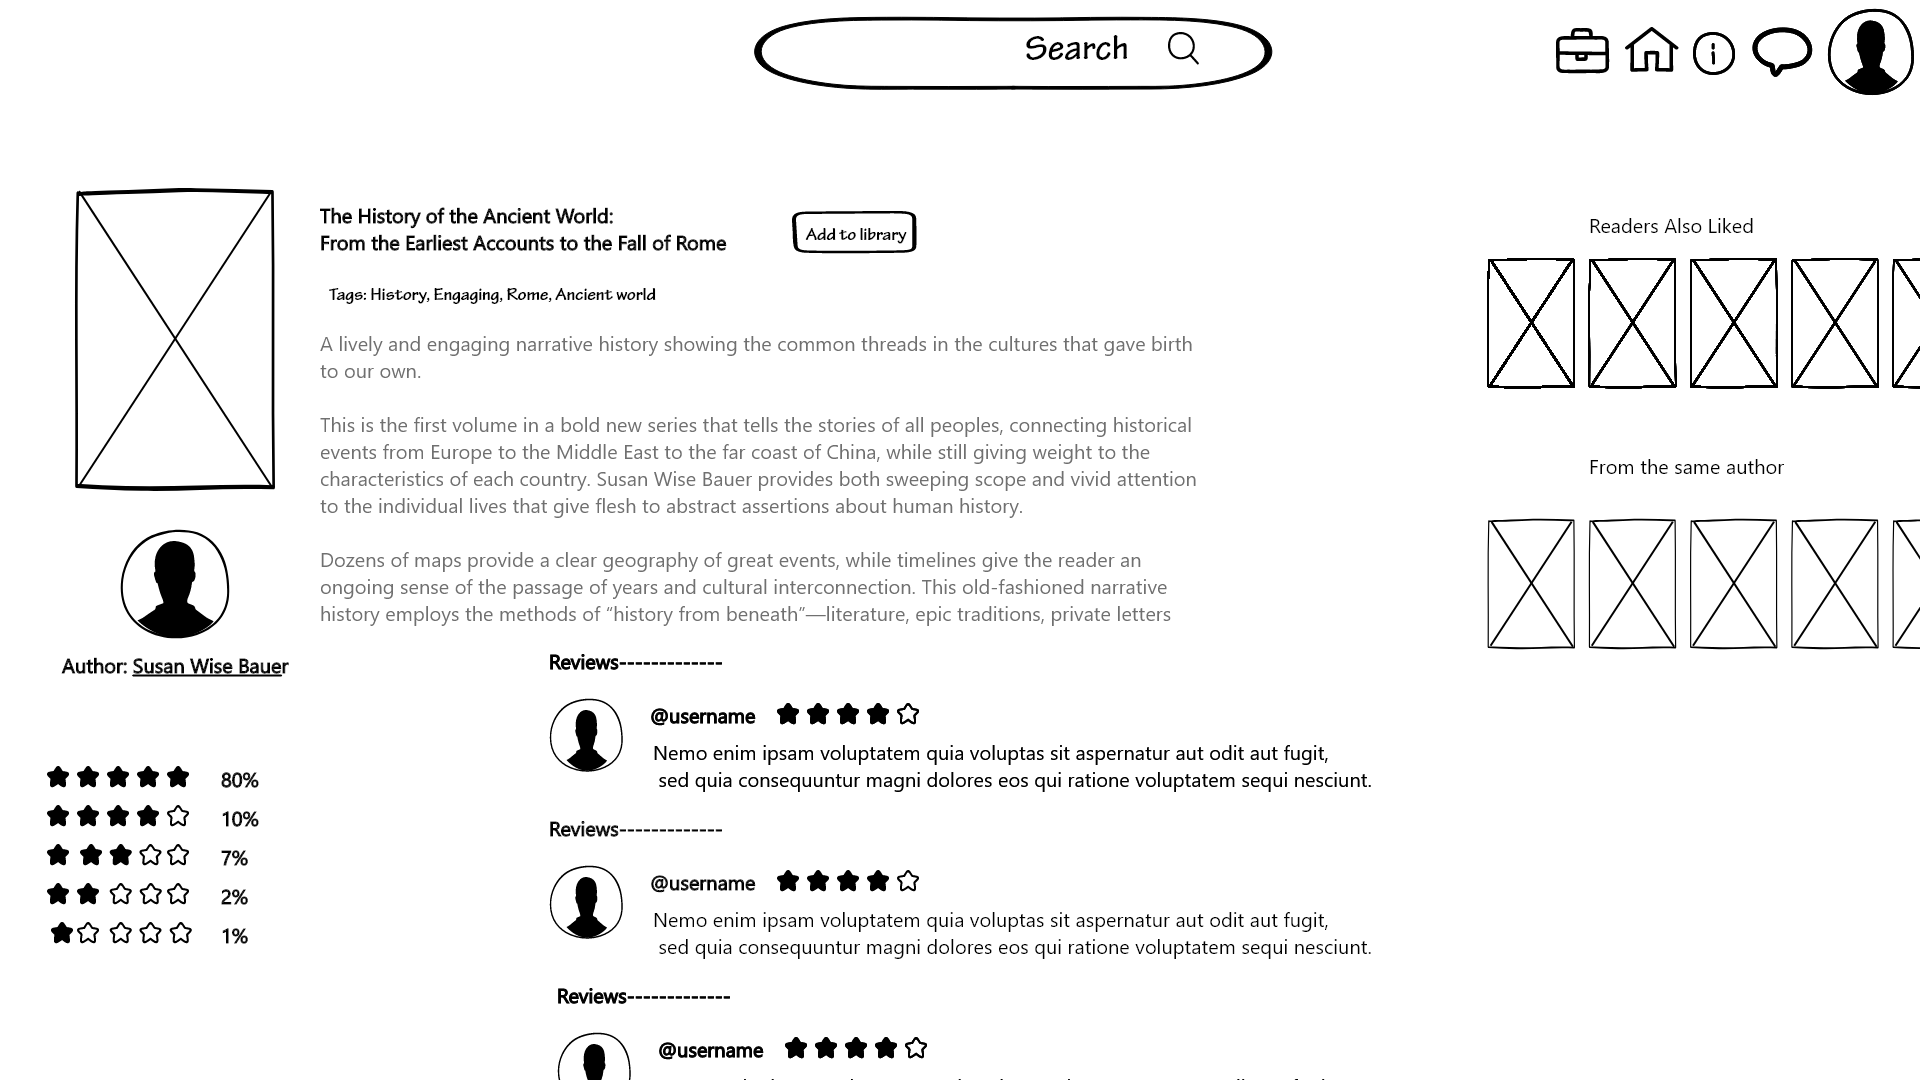 Search
The History of the Ancient World:
From the Earliest Accounts to the Fall of Rome
Add to library
Tags: History, Engaging, Rome, Ancient world
A lively and engaging narrative history showing the common threads in the cultures that gave birth
to our own.
This is the first volume in a bold new series that tells the stories of all peoples, connecting historical
events from Europe to the Middle East to the far coast of China, while still giving weight to the
characteristics of each country. Susan Wise Bauer provides both sweeping scope and vivid attention
to the individual lives that give flesh to abstract assertions about human history.
Dozens of maps provide a clear geography of great events, while timelines give the reader an
ongoing sense of the passage of years and cultural interconnection. This old-fashioned narrative
history employs the methods of “history from beneath”—literature, epic traditions, private letters
Author: Susan Wise Bauer
80%
10%
7%
2%
1%
Reviews-------------
@username
Nemo enim ipsam voluptatem quia voluptas sit aspernatur aut odit aut fugit,
sed quia consequuntur magni dolores eos qui ratione voluptatem sequi nesciunt.
Reviews-------------
@username
Nemo enim ipsam voluptatem quia voluptas sit aspernatur aut odit aut fugit,
sed quia consequuntur magni dolores eos qui ratione voluptatem sequi nesciunt.
Reviews-------------
@username
Readers Also Liked
From the same author